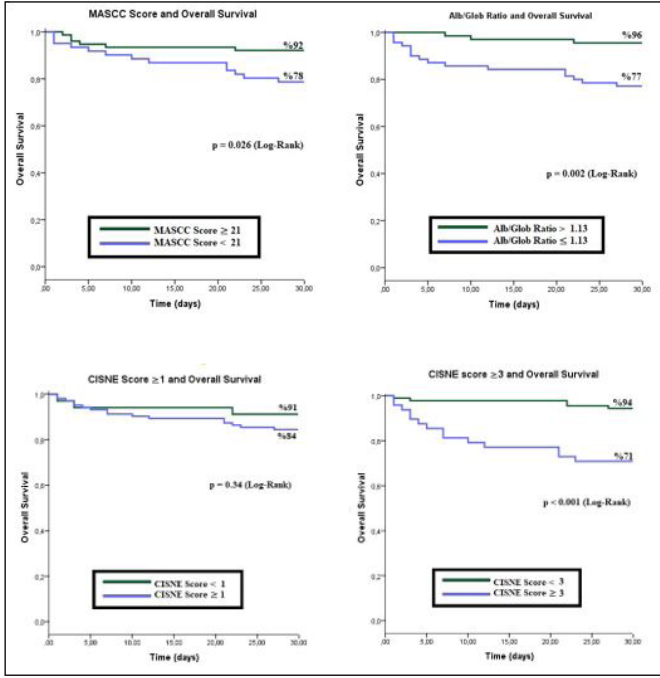 MASCC Score and Overall Survival
Overall Survival
1,0
0,8
0,6
0,4
0,2
0,0
%92
%78
p = 0.026 (Log-Rank)
MASCC Score ≥ 21
MASCC Score < 21
,00 5,00 10,00 15,00 20,00 25,00 30,00
Time (days)
Alb/Glob Ratio and Overall Survival
Overall Survival
1,0
0,8
0,6
0,4
0,2
0,0
%96
%77
p = 0.002 (Log-Rank)
Alb/Glob Ratio > 1.13
Alb/Glob Ratio ≤ 1.13
,00 5,00 10,00 15,00 20,00 25,00 30,00
Time (days)
CISNE Score ≥1 and Overall Survival
Overall Survival
1,0
0,8
0,6
0,4
0,2
0,0
%91
%84
p = 0.34 (Log-Rank)
CISNE Score < 1
CISNE Score ≥ 1
,00 5,00 10,00 15,00 20,00 25,00 30,00
Time (days)
CISNE score ≥3 and Overall Survival
Overall Survival
1,0
0,8
0,6
0,4
0,2
0,0
%94
%71
p < 0.001 (Log-Rank)
CISNE Score < 3
CISNE Score ≥ 3
,00 5,00 10,00 15,00 20,00 25,00 30,00
Time (days)